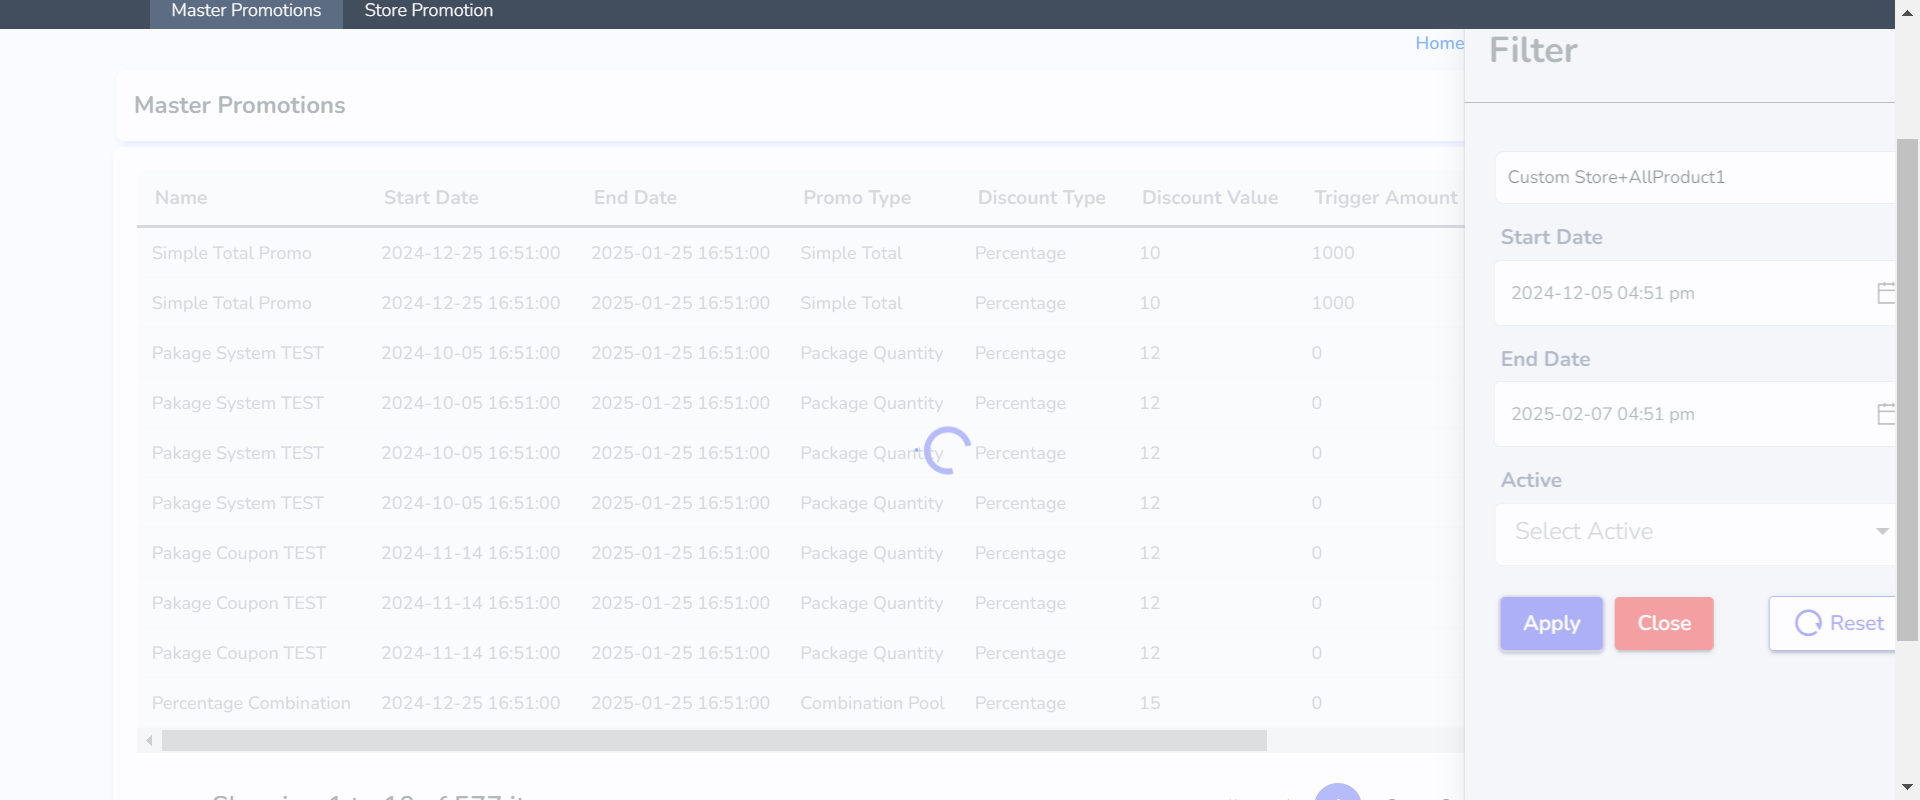 Master Promotions
Store Promotion
Home
Filter
Master Promotions
Name Start Date End Date Promo Type Discount Type Discount Value Trigger Amount
Simple Total Promo 2024-12-25 16:51:00 2025-01-25 16:51:00 Simple Total Percentage 10 1000
Simple Total Promo 2024-12-25 16:51:00 2025-01-25 16:51:00 Simple Total Percentage 10 1000
Pakage System TEST 2024-10-05 16:51:00 2025-01-25 16:51:00 Package Quantity Percentage 12 0
Pakage System TEST 2024-10-05 16:51:00 2025-01-25 16:51:00 Package Quantity Percentage 12 0
Pakage System TEST 2024-10-05 16:51:00 2025-01-25 16:51:00 Package Quantity Percentage 12 0
Pakage System TEST 2024-10-05 16:51:00 2025-01-25 16:51:00 Package Quantity Percentage 12 0
Pakage Coupon TEST 2024-11-14 16:51:00 2025-01-25 16:51:00 Package Quantity Percentage 12 0
Pakage Coupon TEST 2024-11-14 16:51:00 2025-01-25 16:51:00 Package Quantity Percentage 12 0
Pakage Coupon TEST 2024-11-14 16:51:00 2025-01-25 16:51:00 Package Quantity Percentage 12 0
Percentage Combination 2024-12-25 16:51:00 2025-01-25 16:51:00 Combination Pool Percentage 15 0
Custom Store+AllProduct1
Start Date
2024-12-05 04:51 pm
End Date
2025-02-07 04:51 pm
Active
Select Active
Apply
Close
Reset